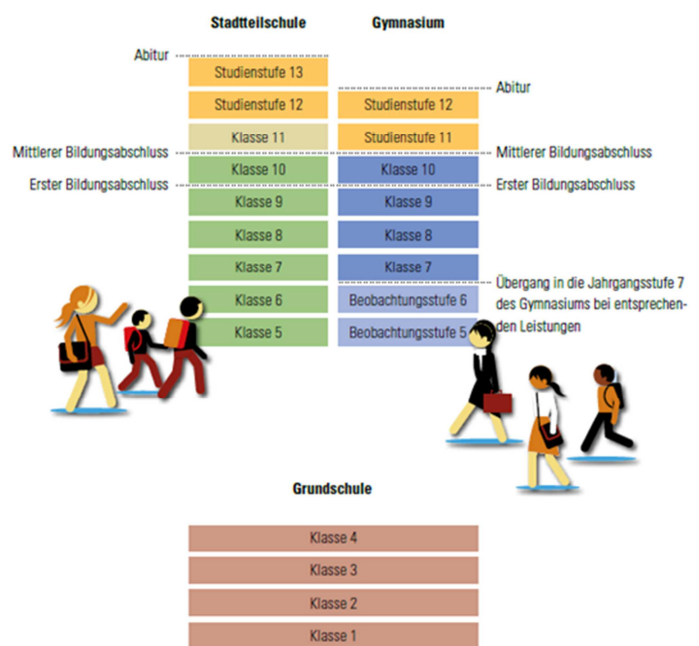 Stadtteilschule Gymnasium
Abitur
Studienstufe 13
Abitur
Studienstufe 12 Studienstufe 12
Klasse 11 Studienstufe 11
Mittlerer Bildungsabschluss Mittlerer Bildungsabschluss
Klasse 10 Klasse 10
Erster Bildungsabschluss Erster Bildungsabschluss
Klasse 9 Klasse 9
Klasse 8 Klasse 8
Klasse 7 Klasse 7
Übergang in die Jahrgangsstufe 7
des Gymnasiums bei entsprechen-
den Leistungen
Klasse 6 Beobachtungsstufe 6
Klasse 5 Beobachtungsstufe 5
Grundschule
Klasse 4
Klasse 3
Klasse 2
Klasse 1